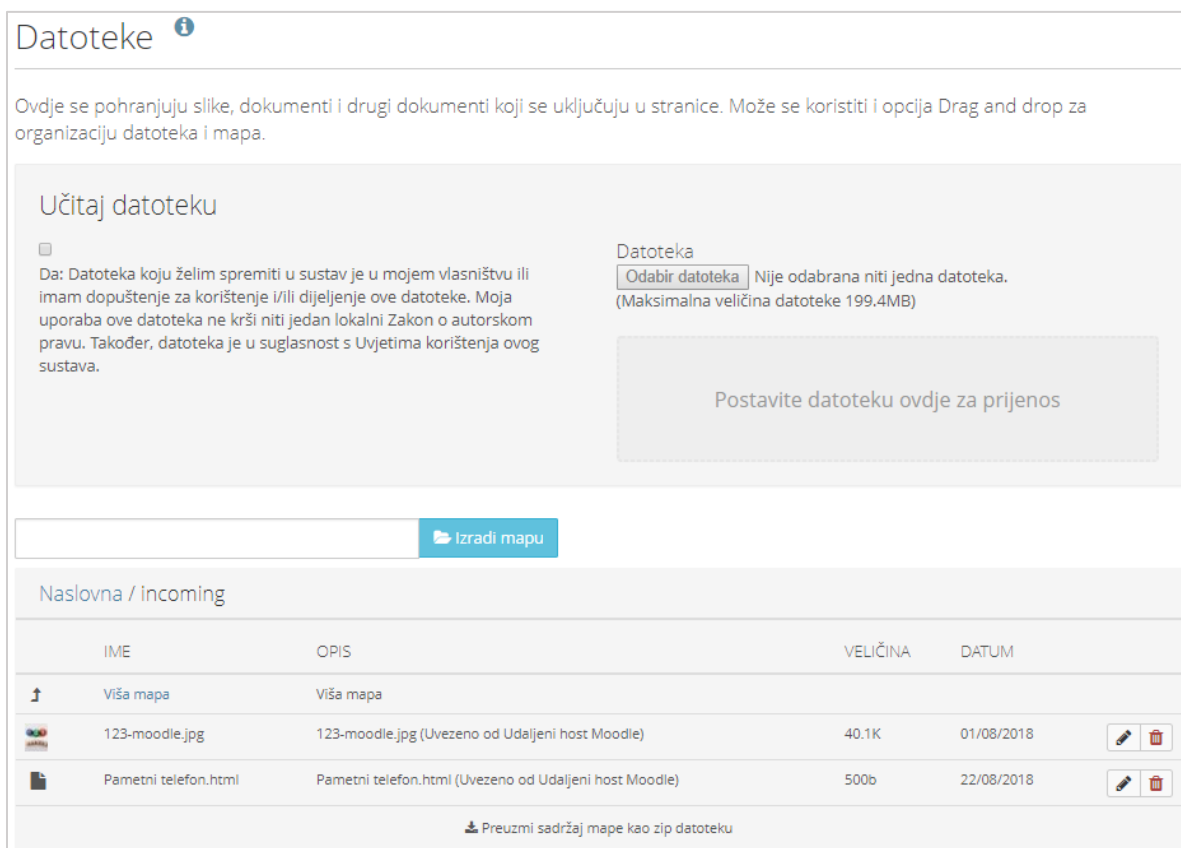 Datoteke
Ovdje se pohranjuju slike, dokumenti i drugi dokumenti koji se uključuju u stranice. Može se koristiti i opcija Drag and drop za
organizaciju datoteka i mapa.
Učitaj datoteku
Da: Datoteka koju želim spremiti u sustav je u mojem vlasništvu ili
imam dopuštenje za korištenje i/ili dijeljenje ove datoteke. Moja
uporaba ove datoteka ne krši niti jedan lokalni Zakon o autorskom
pravu. Također, datoteka je u suglasnost s Uvjetima korištenja ovog
sustava.
Datoteka
Odabir datoteka Nije odabrana niti jedna datoteka.
(Maksimalna veličina datoteke 199.4MB)
Postavite datoteku ovdje za prijenos
Izradi mapu
Naslovna / incoming
IME OPIS VELIČINA DATUM
Viša mapa Viša mapa
123-moodle.jpg 123-moodle.jpg (Uvezeno od Udaljeni host Moodle) 40.1K 01/08/2018
Pametni telefon.html Pametni telefon.html (Uvezeno od Udaljeni host Moodle) 500b 22/08/2018
Preuzmi sadržaj mape kao zip datoteku